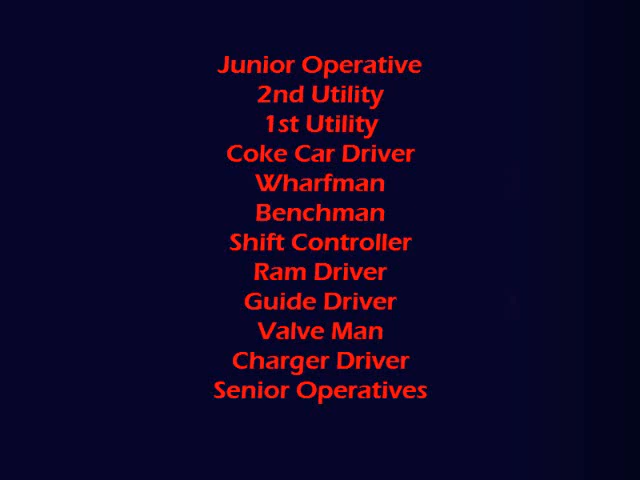 Junior Operative
2nd Utility
1st Utility
Coke Car Driver
Wharfman
Benchman
Shift Controller
Ram Driver
Guide Driver
Valve Man
Charger Driver
Senior Operatives